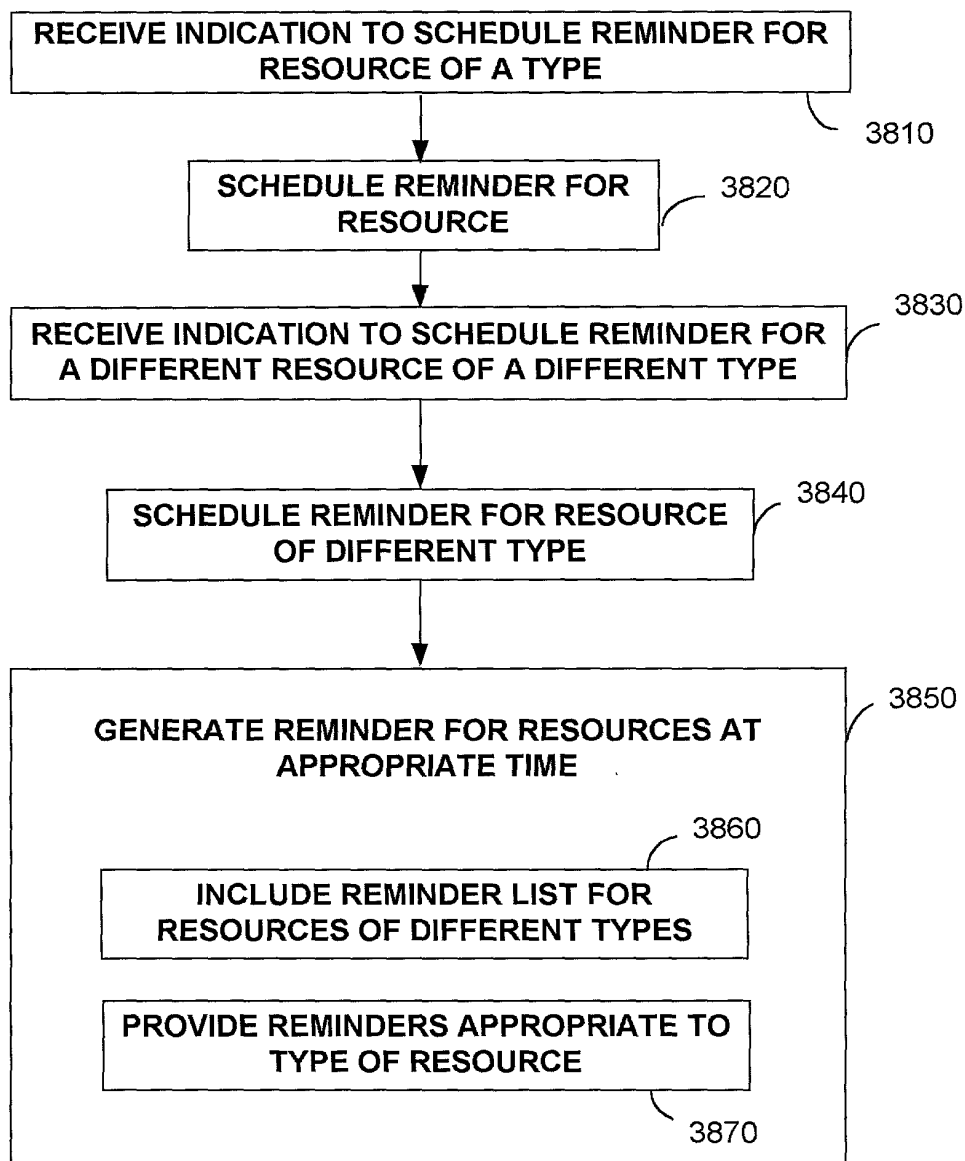 RECEIVE INDICATION TO SCHEDULE REMINDER FOR
RESOURCE OF A TYPE
3810
SCHEDULE REMINDER FOR
RESOURCE
3820
RECEIVE INDICATION TO SCHEDULE REMINDER FOR
A DIFFERENT RESOURCE OF A DIFFERENT TYPE
3830
SCHEDULE REMINDER FOR RESOURCE
OF DIFFERENT TYPE
3840
GENERATE REMINDER FOR RESOURCES AT
APPROPRIATE TIME
3850
3860
INCLUDE REMINDER LIST FOR
RESOURCES OF DIFFERENT TYPES
PROVIDE REMINDERS APPROPRIATE TO
TYPE OF RESOURCE
3870